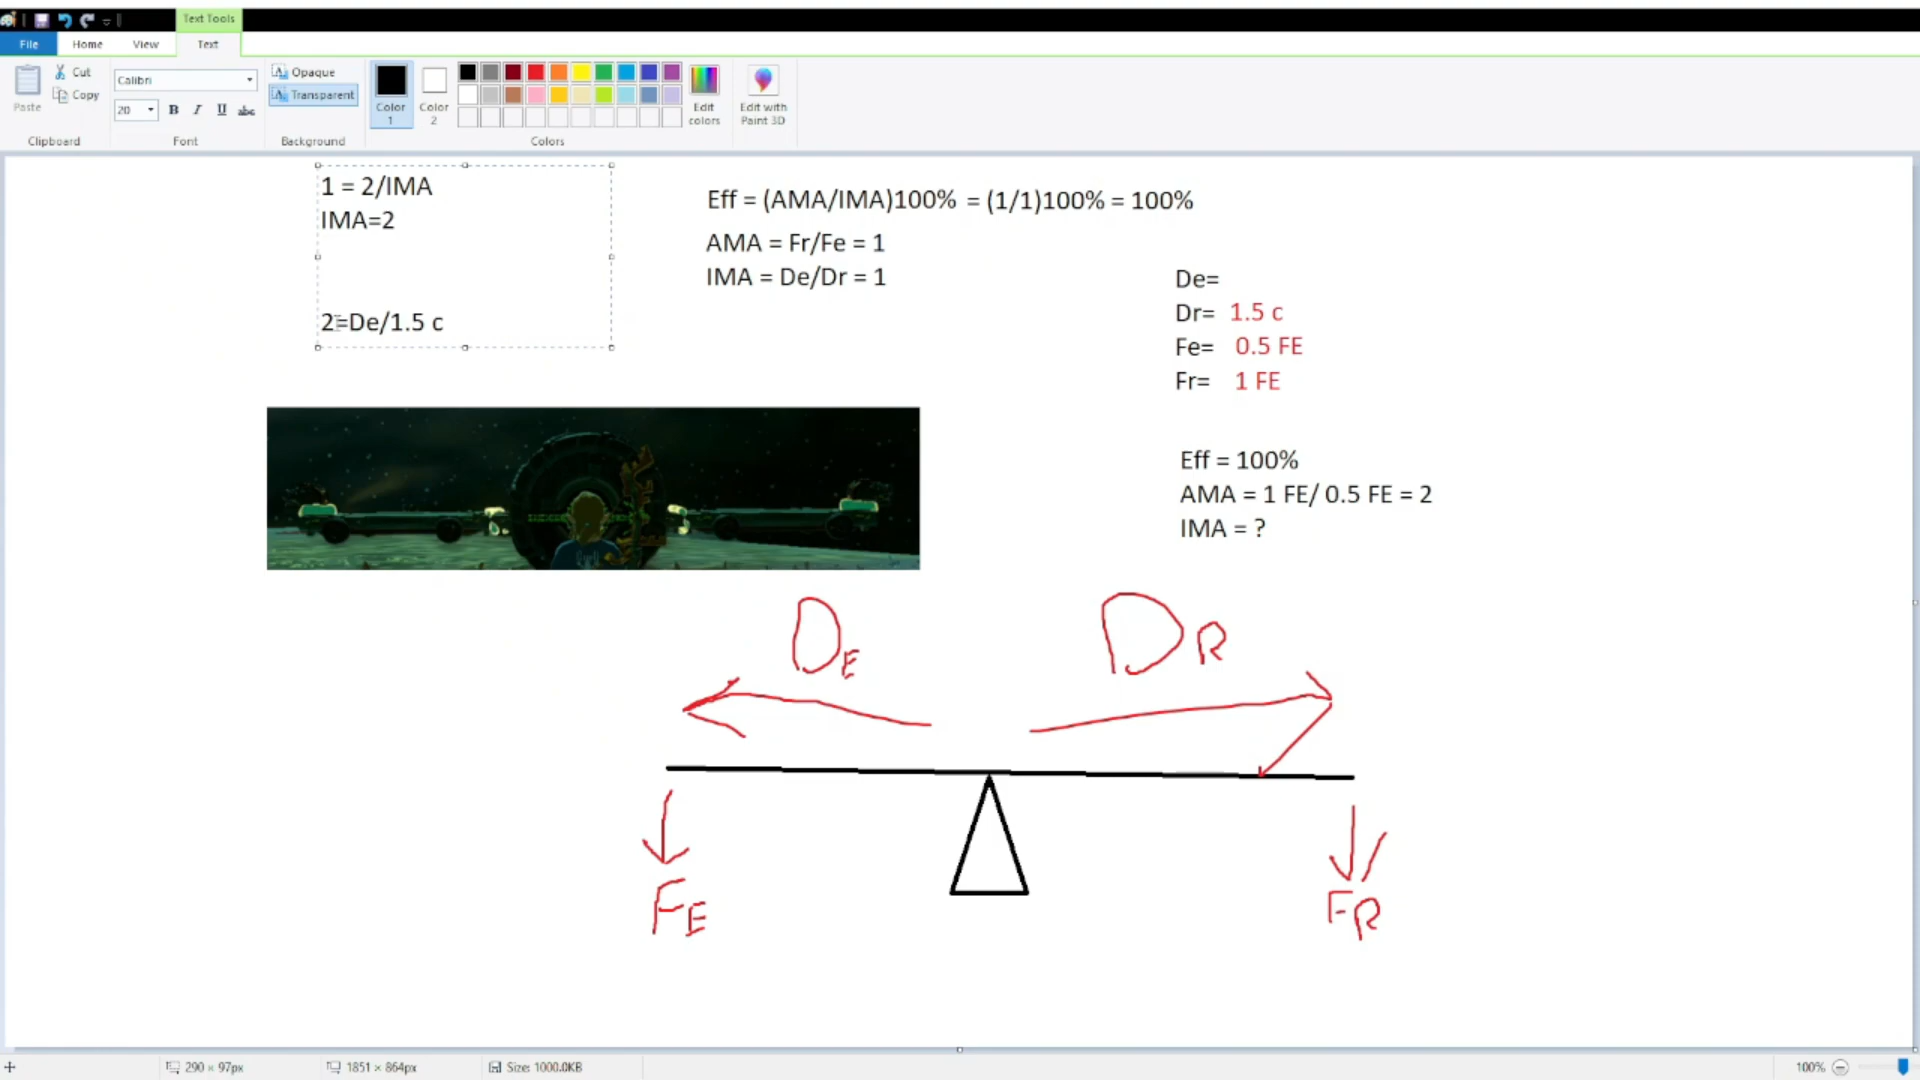 Text Tools
File
Home
View
Text
Paste
Cut
Copy
Clipboard
Calibri
20
B
I
U
abc
Font
Opaque
Transparent
Background
Color
1
Color
2
Edit
colors
Colors
Edit with
Paint 3D
1 = 2/IMA
IMA=2
2=De/1.5 c
Eff = (AMA/IMA)100% = (1/1)100% = 100%
AMA = Fr/Fe = 1
IMA = De/Dr = 1
De=
Dr= 1.5 c
Fe= 0.5 FE
Fr= 1 FE
Eff = 100%
AMA = 1 FE/ 0.5 FE = 2
IMA = ?
DE
DR
FE
FR
290 × 97px
1851 × 864px
Size: 1000.0KB
100%